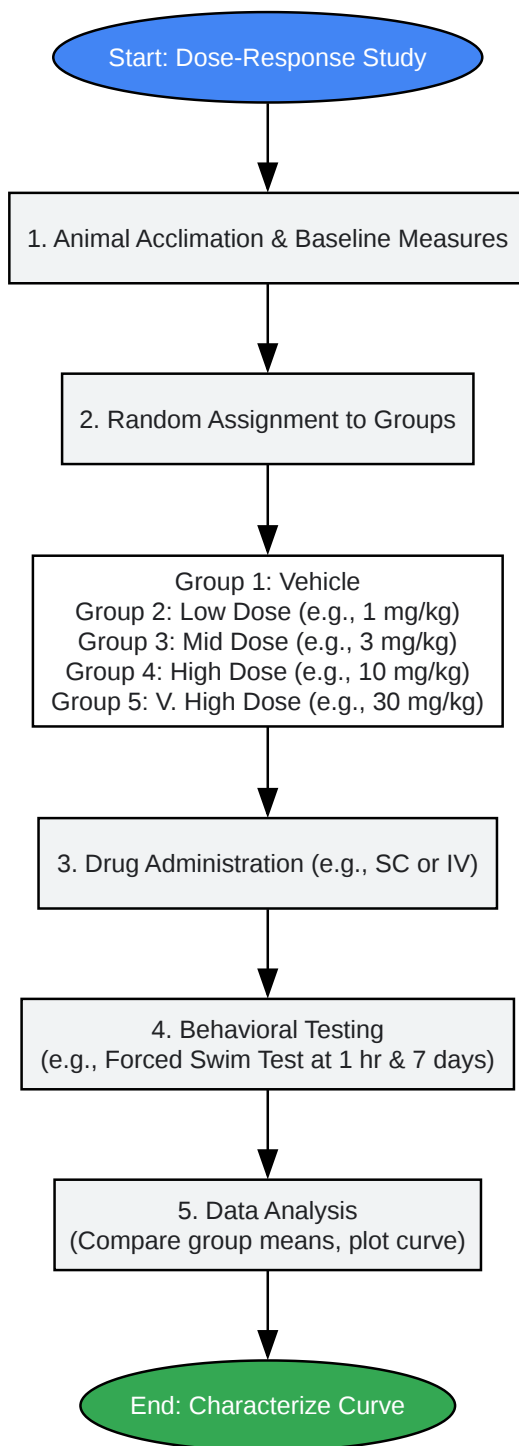 Start: Dose-Response Study
1. Animal Acclimation & Baseline Measures
2. Random Assignment to Groups
Group 1: Vehicle
Group 2: Low Dose (e.g., 1 mg/kg)
Group 3: Mid Dose (e.g., 3 mg/kg)
Group 4: High Dose (e.g., 10 mg/kg)
Group 5: V. High Dose (e.g., 30 mg/kg)
3. Drug Administration (e.g., SC or IV)
4. Behavioral Testing
(e.g., Forced Swim Test at 1 hr & 7 days)
5. Data Analysis
(Compare group means, plot curve)
End: Characterize Curve